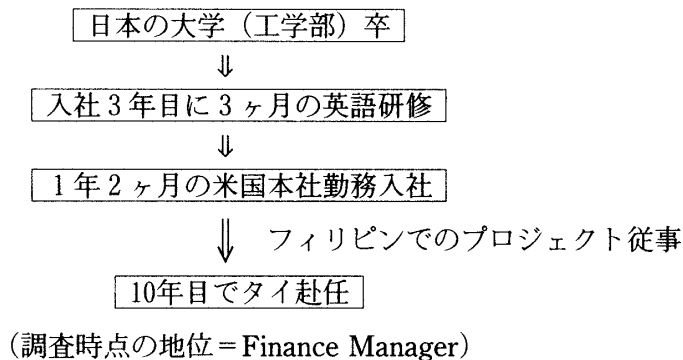 日本の大学（工学部）卒
⇓
入社3年目に3ヶ月の英語研修
⇓
1年2ヶ月の米国本社勤務入社
⇓ フィリピンでのプロジェクト従事
10年目でタイ赴任
（調査時点の地位＝Finance Manager）